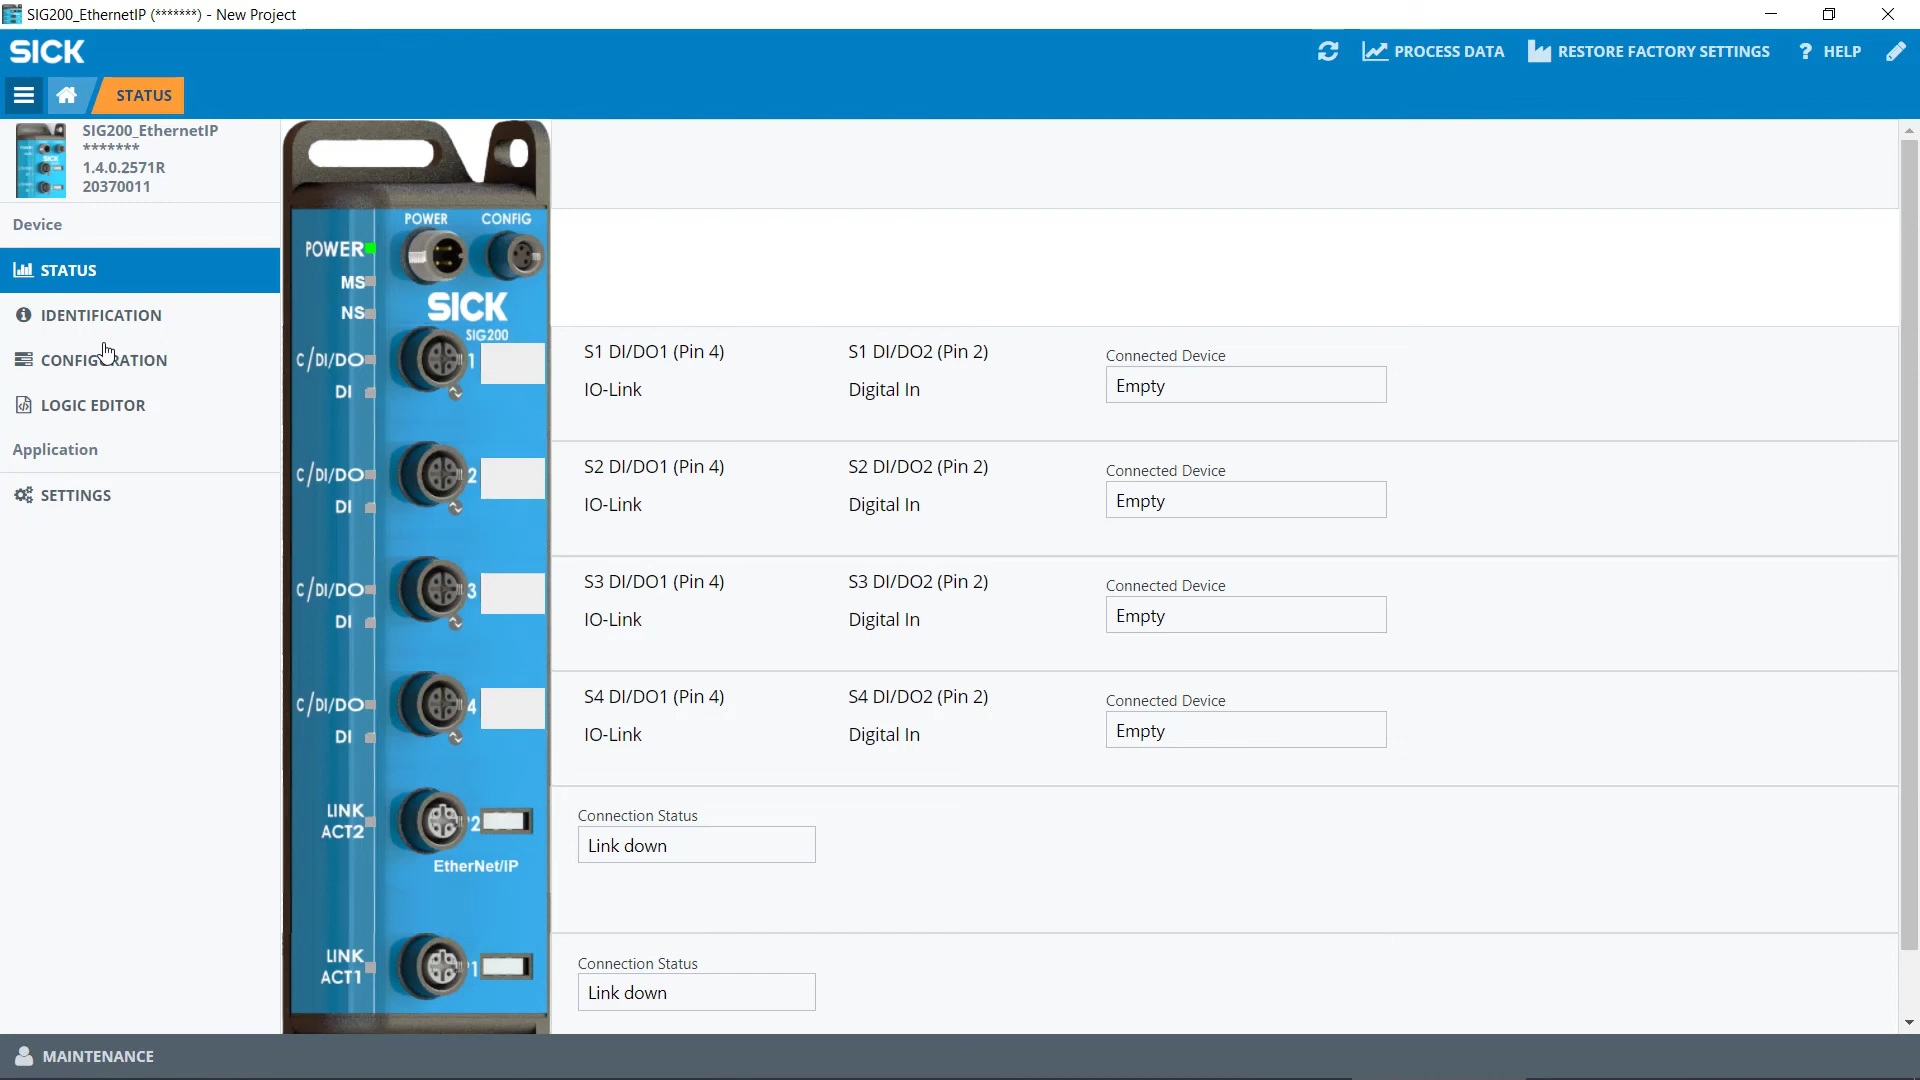 SIG200_EthernetIP (*******) - New Project
SICK
PROCESS DATA
RESTORE FACTORY SETTINGS
? HELP
STATUS
SIG200_EthernetIP
*******
1.4.0.2571R
20370011
Device
STATUS
IDENTIFICATION
CONFIGURATION
LOGIC EDITOR
Application
SETTINGS
POWER CONFIG
POWER
MS
NS
SICK
SIG200
C/DI/DO 1
DI
C/DI/DO 2
DI
C/DI/DO 3
DI
C/DI/DO 4
DI
LINK
ACT2
P2
EtherNet/IP
LINK
ACT1
P1
S1 DI/DO1 (Pin 4) S1 DI/DO2 (Pin 2) Connected Device
IO-Link Digital In Empty
S2 DI/DO1 (Pin 4) S2 DI/DO2 (Pin 2) Connected Device
IO-Link Digital In Empty
S3 DI/DO1 (Pin 4) S3 DI/DO2 (Pin 2) Connected Device
IO-Link Digital In Empty
S4 DI/DO1 (Pin 4) S4 DI/DO2 (Pin 2) Connected Device
IO-Link Digital In Empty
Connection Status
Link down
Connection Status
Link down
MAINTENANCE